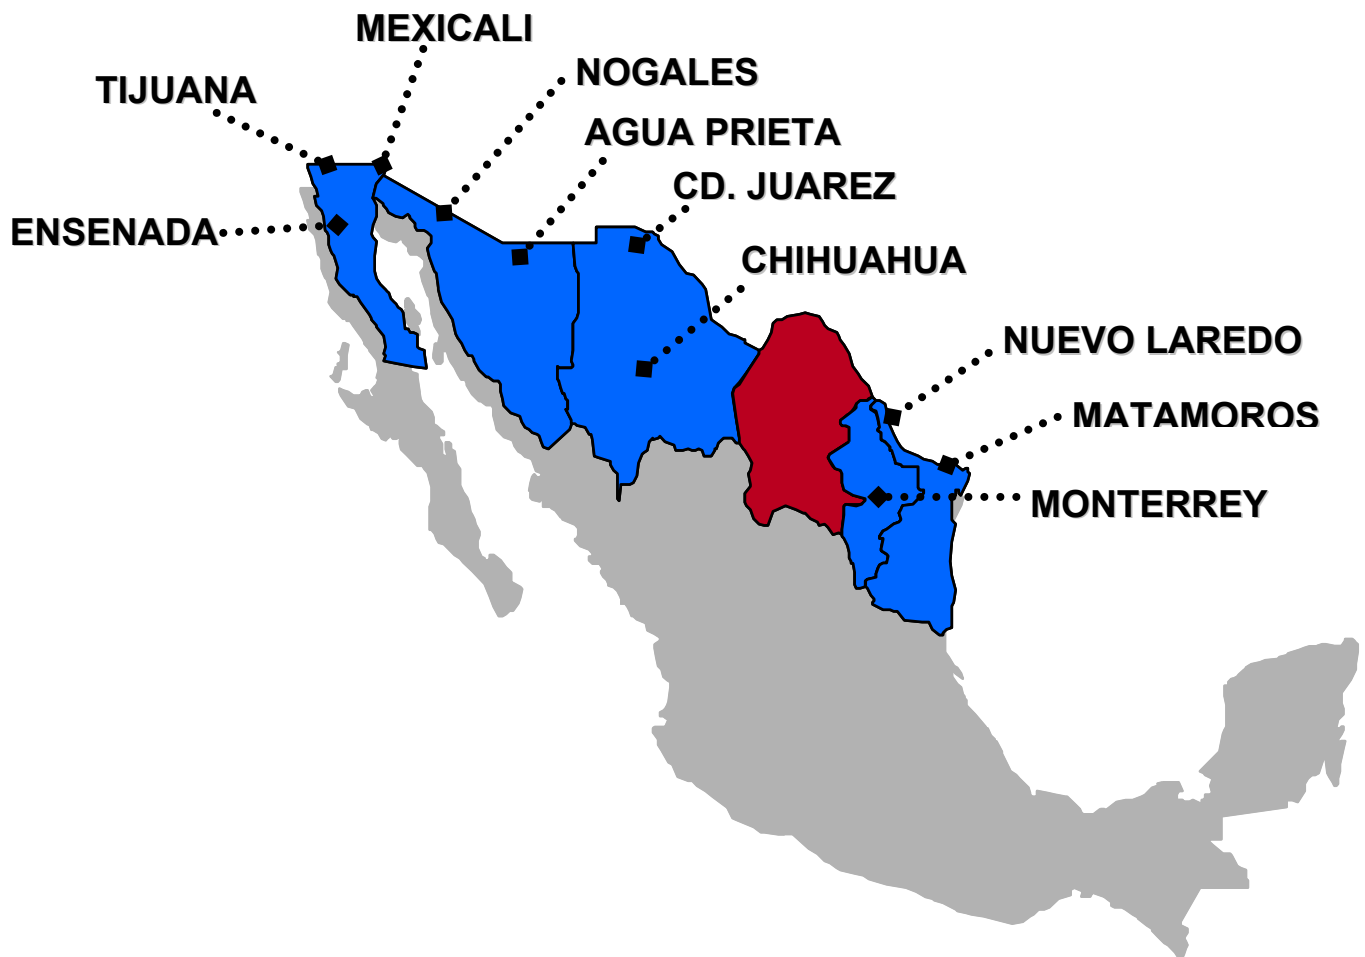 MEXICALI
TIJUANA
NOGALES
AGUA PRIETA
CD. JUAREZ
ENSENADA
CHIHUAHUA
NUEVO LAREDO
MATAMOROS
MONTERREY